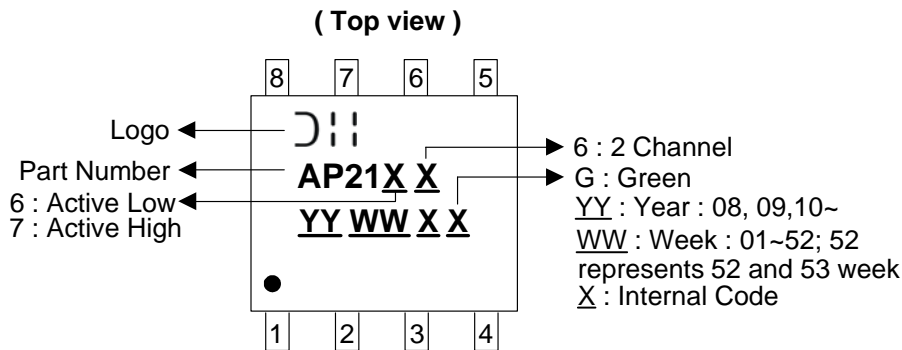 ( Top view )
8 7 6 5
Logo
Part Number
6 : Active Low
7 : Active High
AP21X X
YY WW X X
6 : 2 Channel
G : Green
YY : Year : 08, 09,10~
WW : Week : 01~52; 52
represents 52 and 53 week
X : Internal Code
1 2 3 4